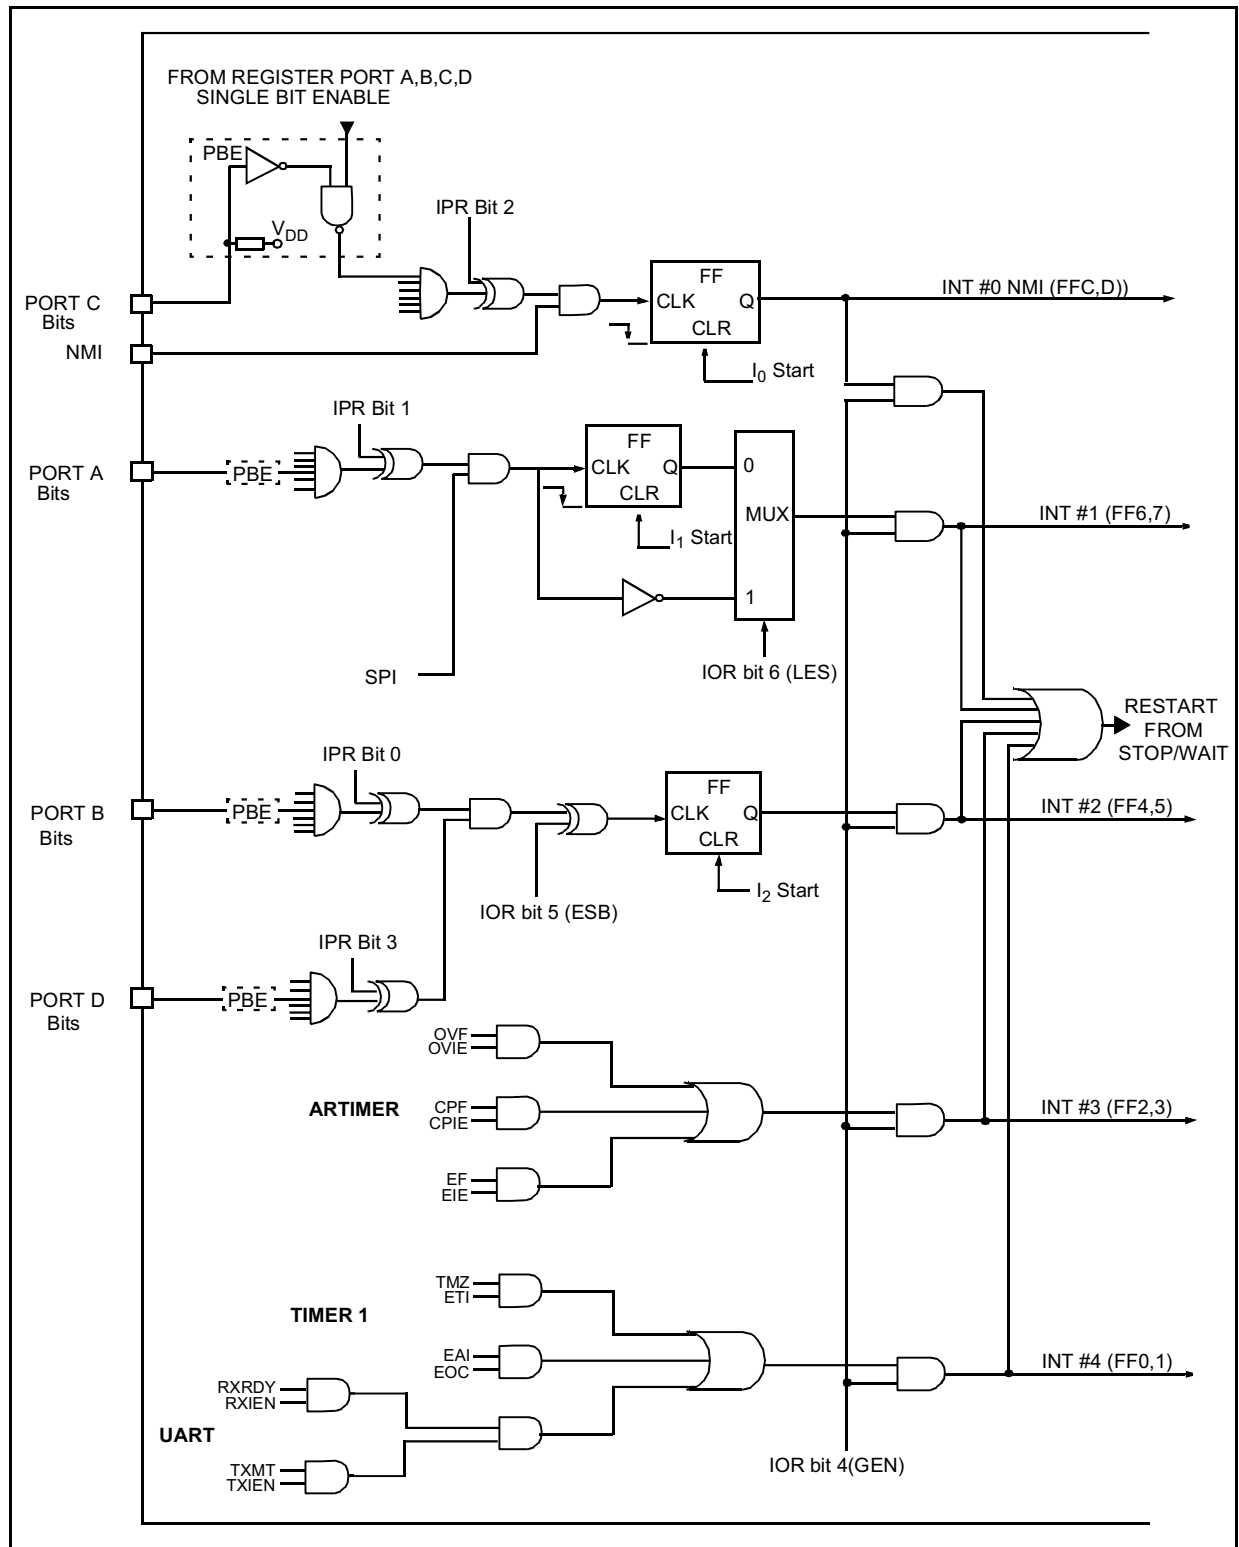 FROM REGISTER PORT A,B,C,D
SINGLE BIT ENABLE
PBE
VDD
IPR Bit 2
PORT C
Bits
NMI
FF
CLK
Q
CLR
I0 Start
INT #0 NMI (FFC,D))
IPR Bit 1
PORT A
Bits
PBE
FF
CLK
Q
CLR
I1 Start
0
MUX
1
INT #1 (FF6,7)
SPI
IOR bit 6 (LES)
RESTART
FROM
STOP/WAIT
IPR Bit 0
PORT B
Bits
PBE
FF
CLK
Q
CLR
I2 Start
INT #2 (FF4,5)
IOR bit 5 (ESB)
IPR Bit 3
PORT D
Bits
PBE
OVF
OVIE
ARTIMER
CPF
CPIE
EF
EIE
INT #3 (FF2,3)
TMZ
ETI
TIMER 1
EAI
EOC
RXRDY
RXIEN
UART
TXMT
TXIEN
INT #4 (FF0,1)
IOR bit 4(GEN)